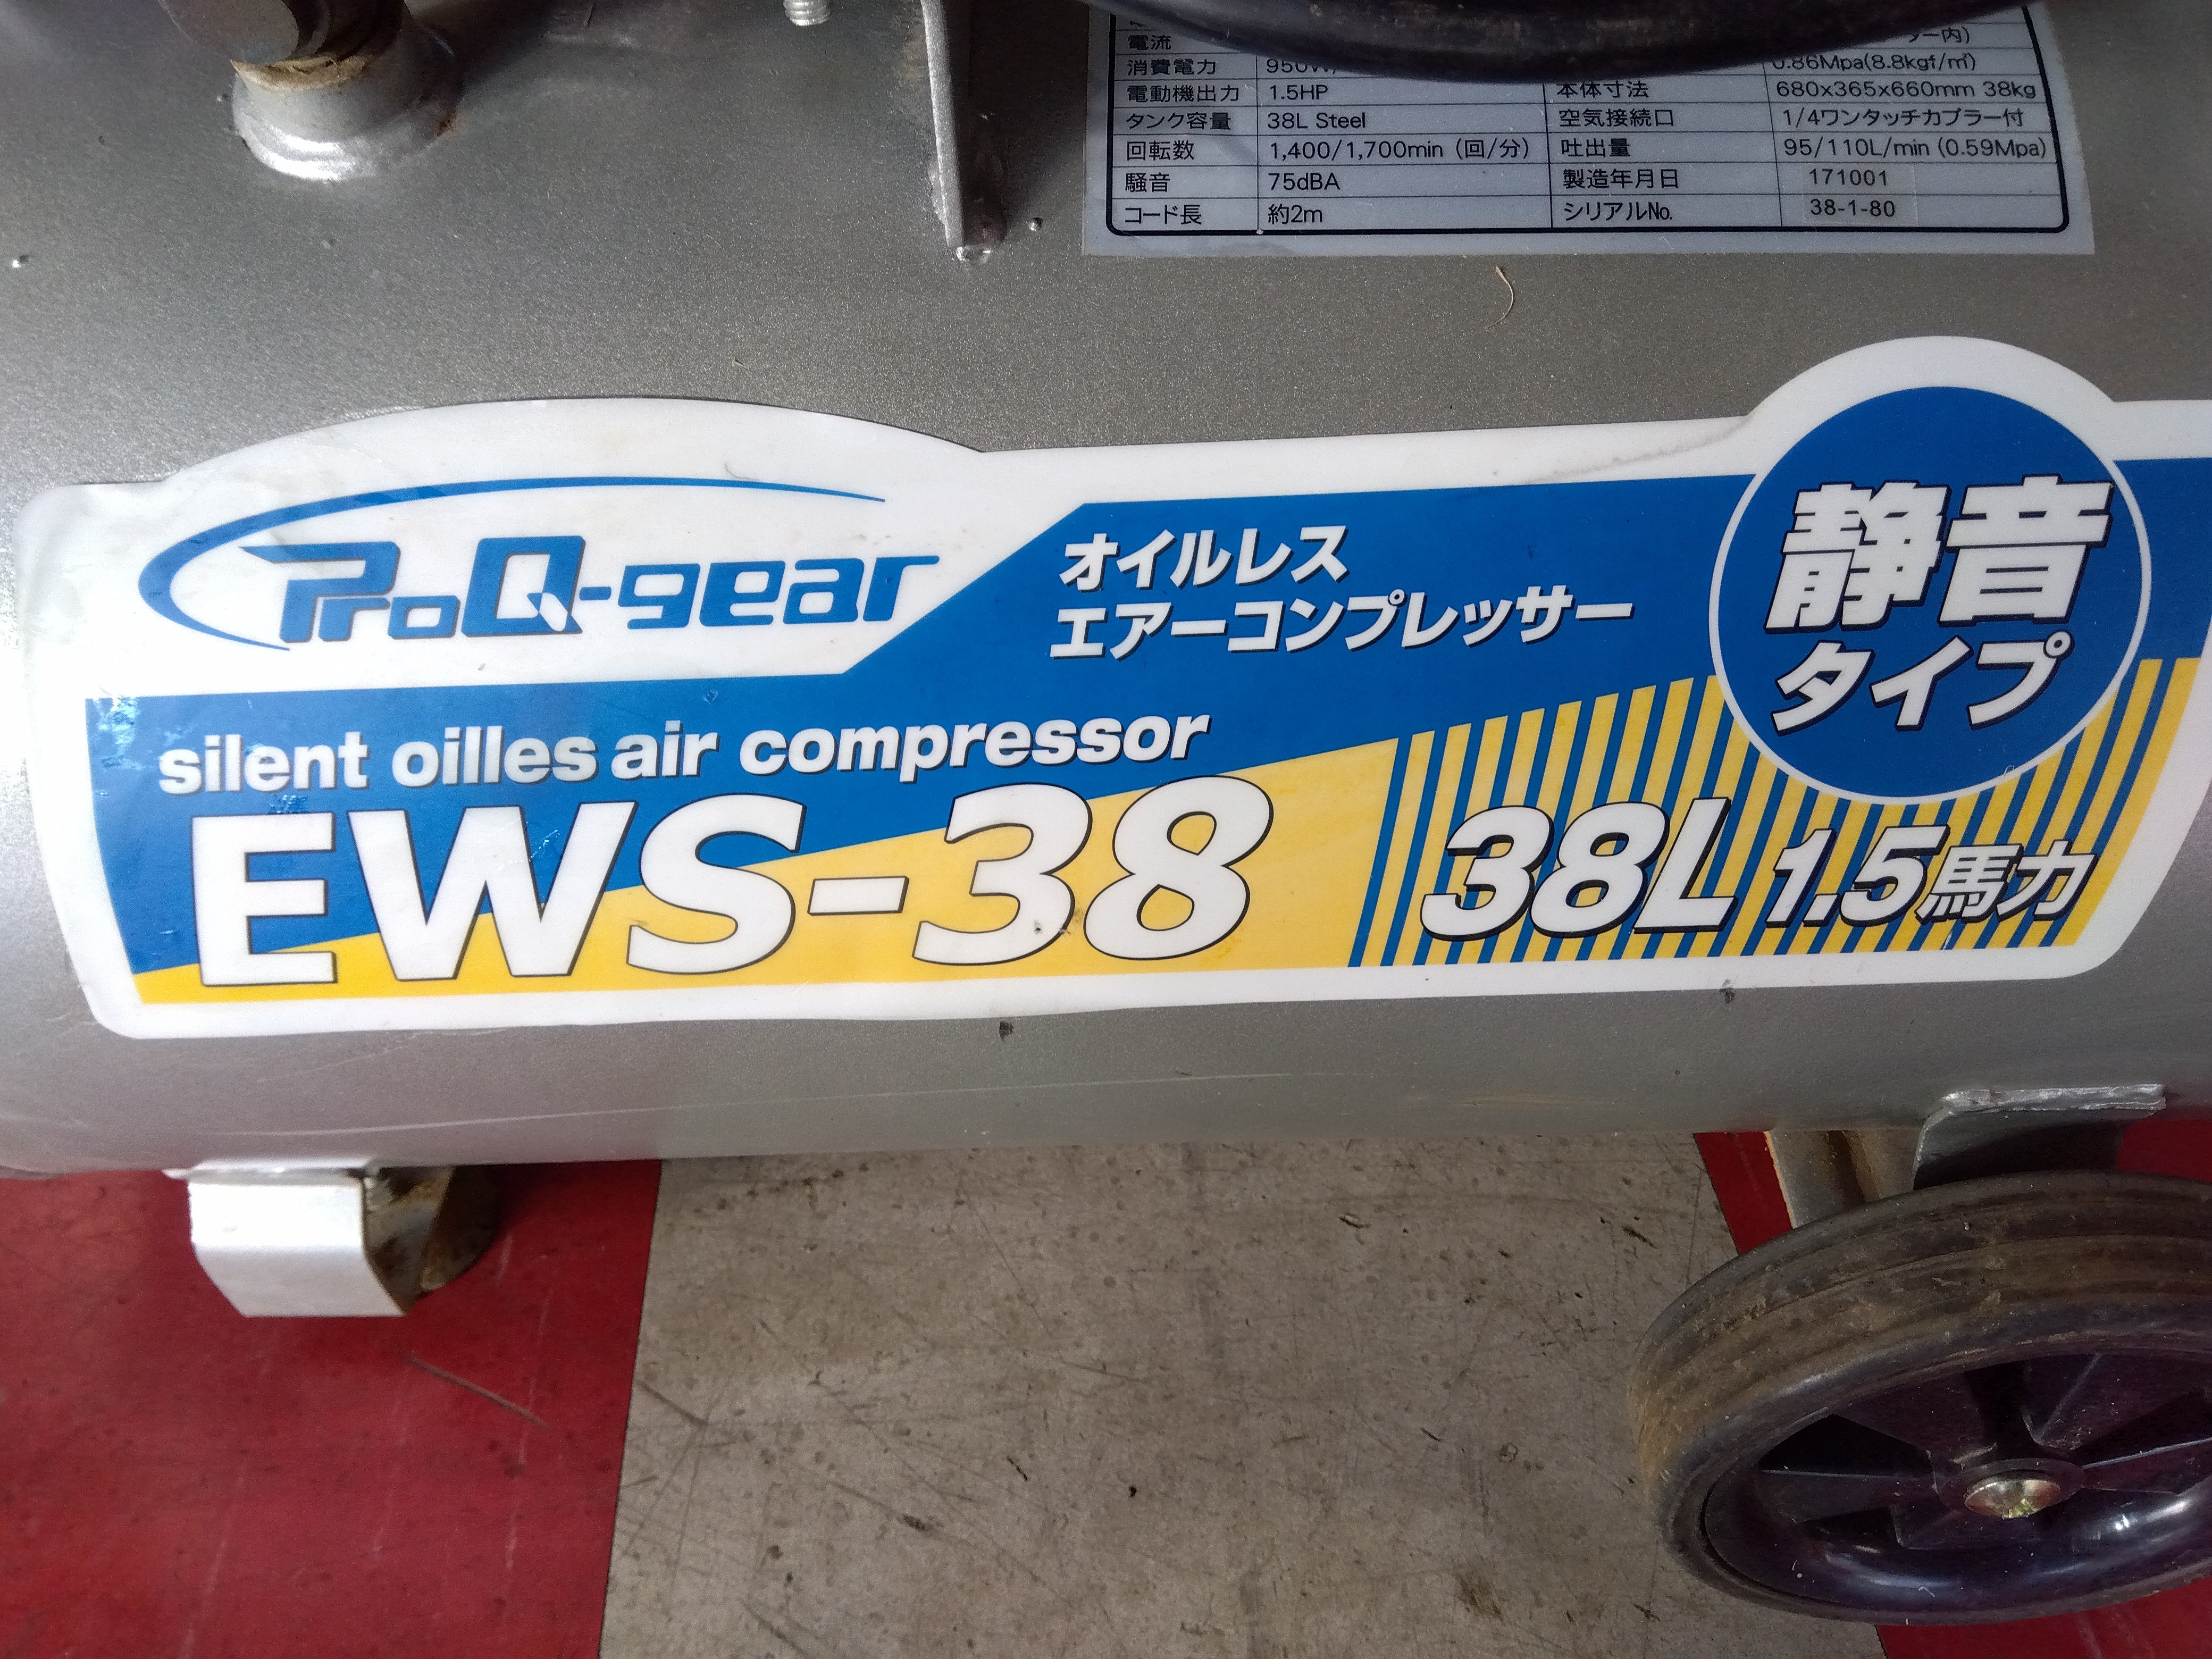 電流
ター内)
消費電力 950W/
0.86Mpa(8.8kgf/㎡)
電動機出力 1.5HP 本体寸法 680x365x660mm 38kg
タンク容量 38L Steel 空気接続口 1/4ワンタッチカプラー付
回転数 1,400/1,700min (回/分) 吐出量 95/110L/min (0.59Mpa)
騒音 75dBA 製造年月日 171001
コード長 約2m シリアル№. 38-1-80
ProQ-gear
オイルレス
エアーコンプレッサー
静音
タイプ
silent oilles air compressor
EWS-38
38L 1.5馬力